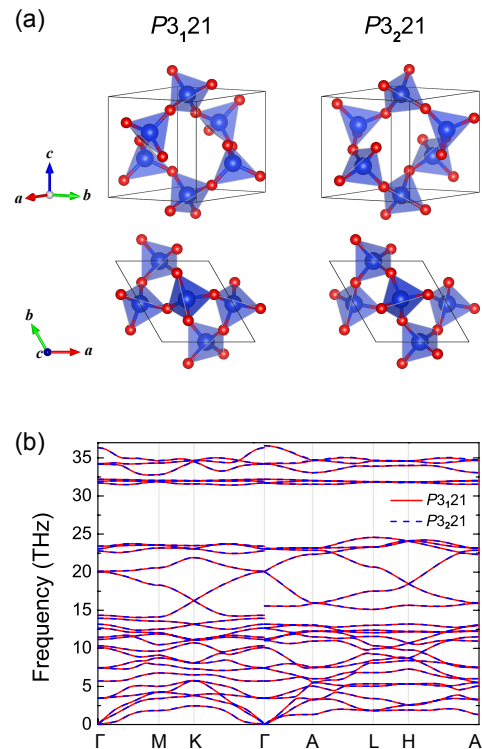 (a)
P3₁21 P3₂21
c
a b
b
c a
(b)
Frequency (THz)
35
30
25
20
15
10
5
0
P3₁21
P3₂21
Γ M K Γ A L H A